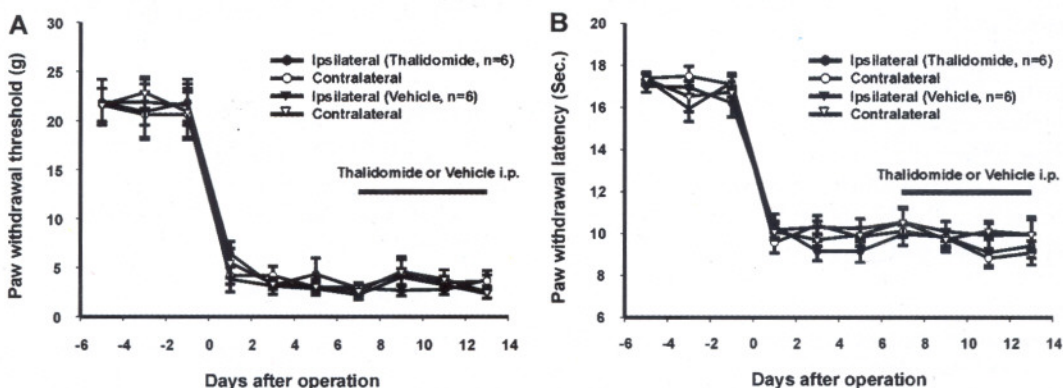 A
Paw withdrawal threshold (g)
30
25
20
15
10
5
0
Ipsilateral (Thalidomide, n=6)
Contralateral
Ipsilateral (Vehicle, n=6)
Contralateral
Thalidomide or Vehicle i.p.
-6 -4 -2 0 2 4 6 8 10 12 14
Days after operation
B
Paw withdrawal latency (Sec.)
20
18
16
14
12
10
8
6
Ipsilateral (Thalidomide, n=6)
Contralateral
Ipsilateral (Vehicle, n=6)
Contralateral
Thalidomide or Vehicle i.p.
-6 -4 -2 0 2 4 6 8 10 12 14
Days after operation